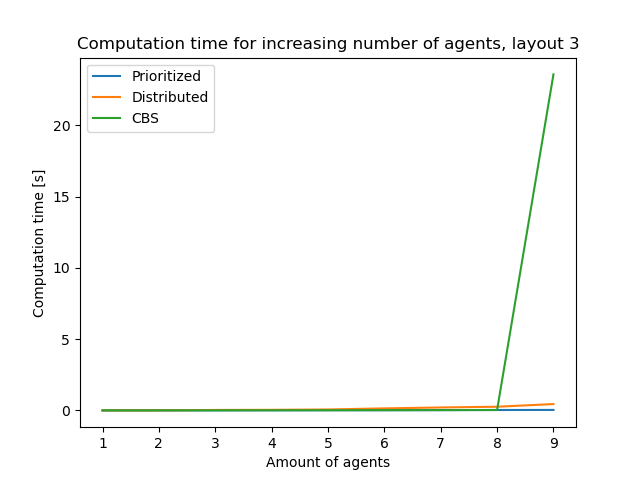 Computation time for increasing number of agents, layout 3
Prioritized
Distributed
CBS
Computation time [s]
20
15
10
5
0
1 2 3 4 5 6 7 8 9
Amount of agents